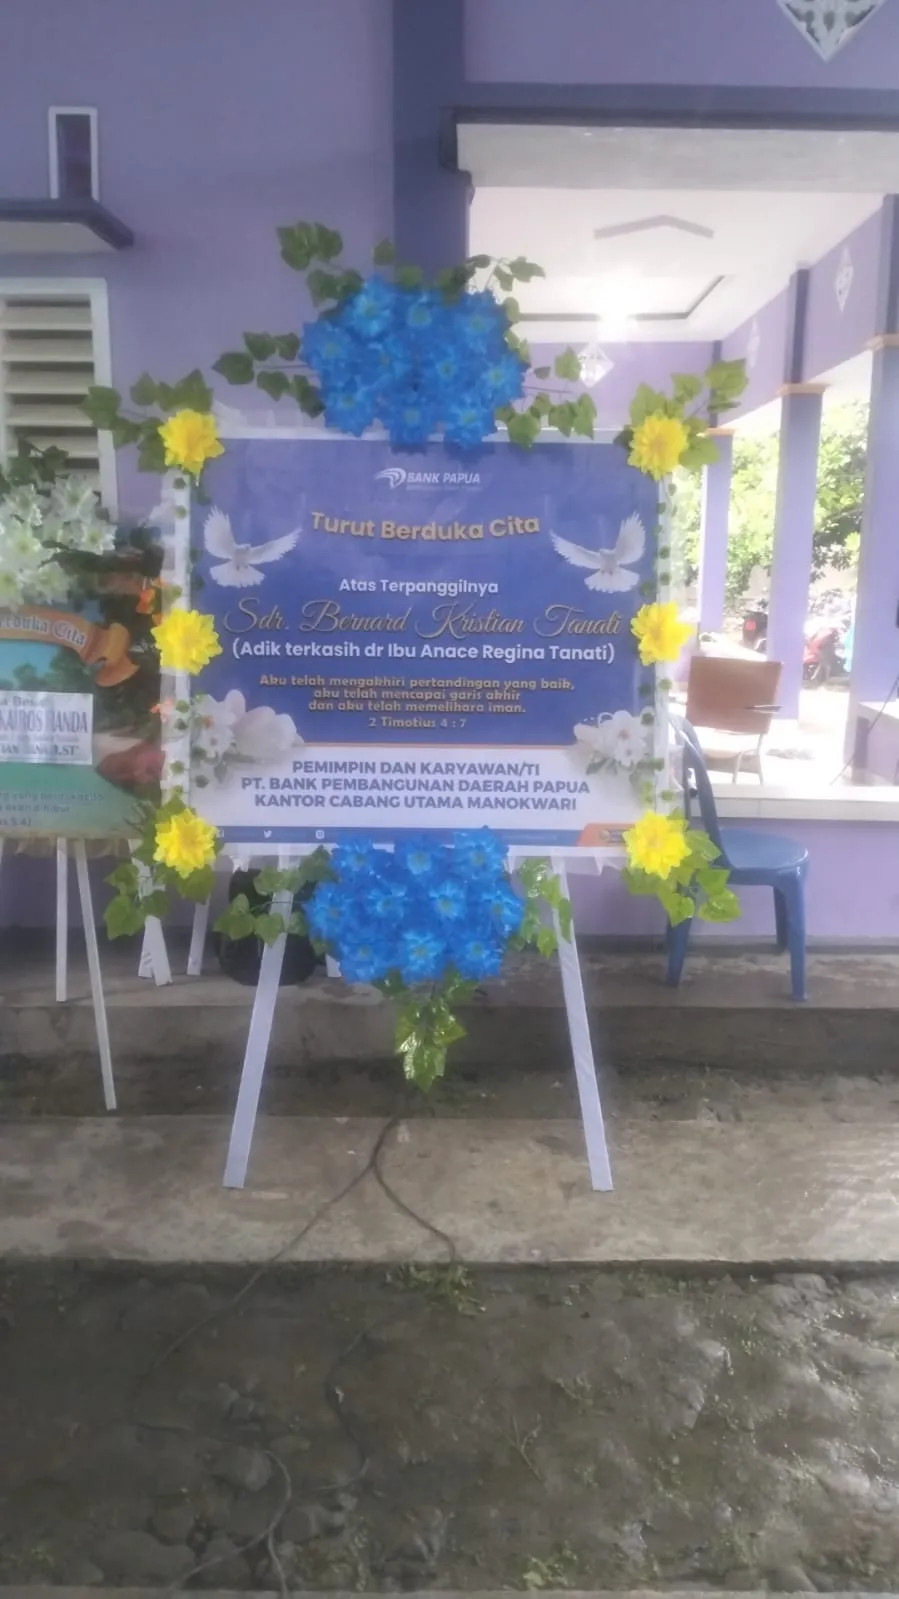 BANK PAPUA
Turut Berduka Cita
Atas Terpanggilnya
Sdr. Bernard Kristian Tanati
(Adik terkasih dr Ibu Anace Regina Tanati)
Aku telah mengakhiri pertandingan yang baik,
aku telah mencapai garis akhir
dan aku telah memelihara iman.
2 Timotius 4 : 7
PEMIMPIN DAN KARYAWAN/TI
PT. BANK PEMBANGUNAN DAERAH PAPUA
KANTOR CABANG UTAMA MANOKWARI
Cita